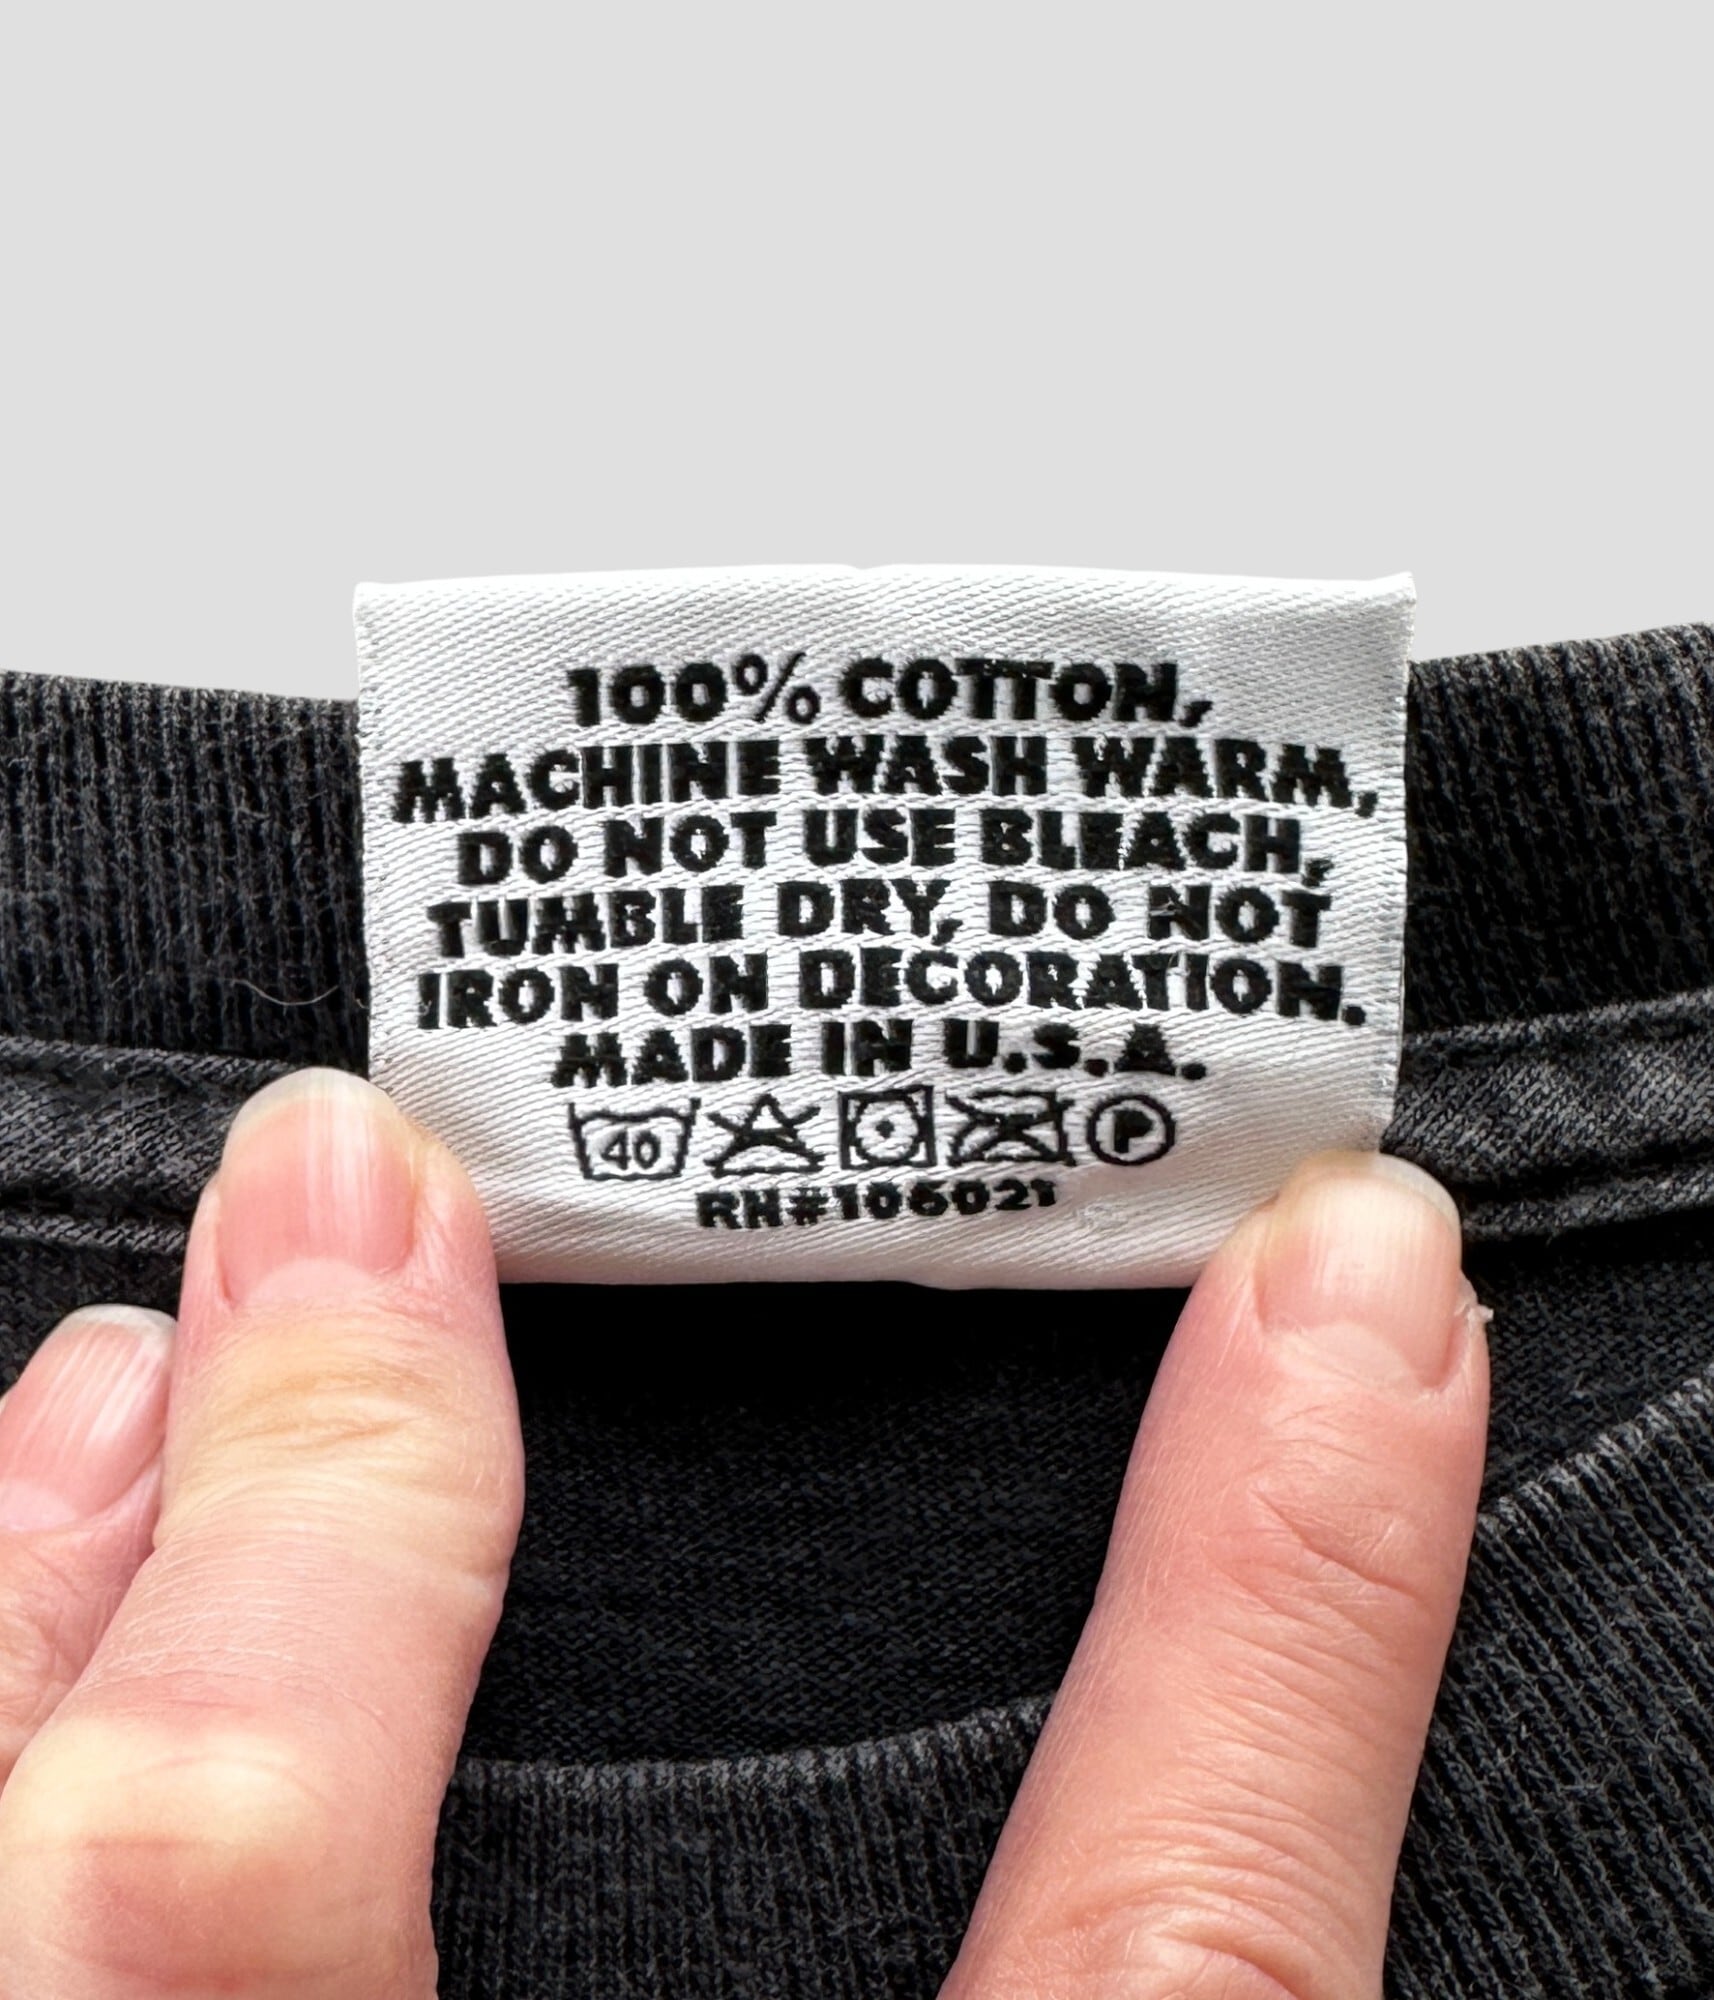 100% COTTON,
MACHINE WASH WARM,
DO NOT USE BLEACH,
TUMBLE DRY, DO NOT
IRON ON DECORATION.
MADE IN U.S.A.
40 P
RN#106021